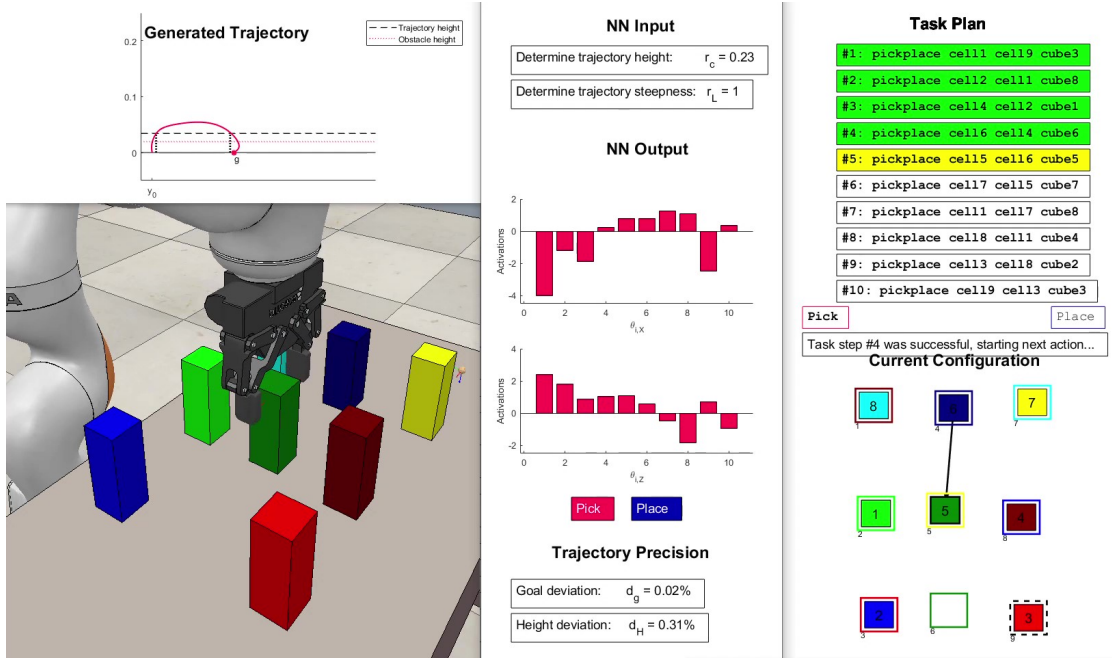 Generated Trajectory
Trajectory height
Obstacle height
0.2
0.1
0
g
y0
NN Input
Determine trajectory height: rc = 0.23
Determine trajectory steepness: rL = 1
NN Output
2
0
-2
-4
Activations
0 2 4 6 8 10
θi,X
4
2
0
-2
Activations
0 2 4 6 8 10
θi,Z
Pick Place
Trajectory Precision
Goal deviation: dg = 0.02%
Height deviation: dH = 0.31%
Task Plan
#1: pickplace cell1 cell9 cube3
#2: pickplace cell2 cell1 cube8
#3: pickplace cell4 cell2 cube1
#4: pickplace cell6 cell4 cube6
#5: pickplace cell5 cell6 cube5
#6: pickplace cell7 cell5 cube7
#7: pickplace cell1 cell7 cube8
#8: pickplace cell8 cell1 cube4
#9: pickplace cell3 cell8 cube2
#10: pickplace cell9 cell3 cube3
Pick Place
Task step #4 was successful, starting next action...
Current Configuration
8 6 7
1 4 7
1 5 4
2 5 8
2 3
3 6 9